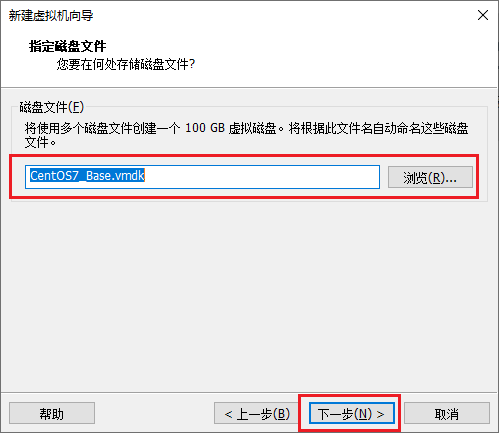 新建虚拟机向导
指定磁盘文件
您要在何处存储磁盘文件?
磁盘文件(F)
将使用多个磁盘文件创建一个 100 GB 虚拟磁盘。将根据此文件名自动命名这些磁盘
文件。
CentOS7_Base.vmdk
浏览(R)...
帮助
< 上一步(B)
下一步(N) >
取消